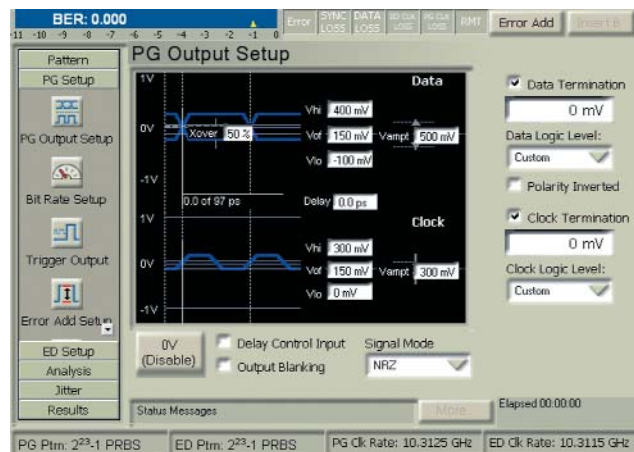 BER: 0.000
-11 -10 -9 -8 -7 -6 -5 -4 -3 -2 -1 0
Error
SYNC LOSS
DATA LOSS
ED CLK LOSS
PG CLK LOSS
RMT
Error Add
Pattern
PG Setup
PG Output Setup
Bit Rate Setup
Trigger Output
Error Add Setup
ED Setup
Analysis
Jitter
Results
PG Output Setup
1V
Data
0V
Xover 50 %
Vhi 400 mV
Vof 150 mV
Vampt 500 mV
Vlo -100 mV
-1V
0.0 of 97 ps
Delay 0.0 ps
1V
Clock
Vhi 300 mV
0V
Vof 150 mV
Vampt 300 mV
Vlo 0 mV
-1V
Data Termination
0 mV
Data Logic Level:
Custom
Polarity Inverted
Clock Termination
0 mV
Clock Logic Level:
Custom
0V
(Disable)
Delay Control Input
Output Blanking
Signal Mode
NRZ
Status Messages
More...
Elapsed 00:00:00
PG Ptrn: 2²³-1 PRBS
ED Ptrn: 2²³-1 PRBS
PG Clk Rate: 10.3125 GHz
ED Clk Rate: 10.3115 GHz